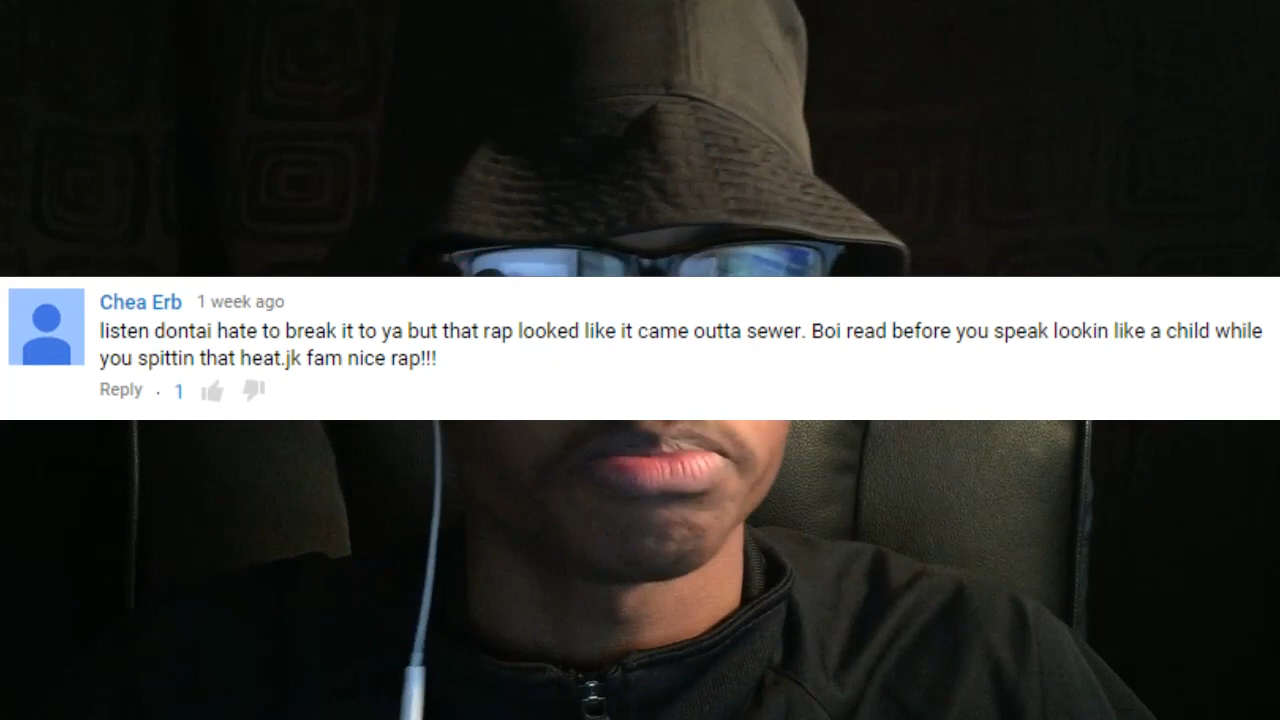 Chea Erb 1 week ago
listen dontai hate to break it to ya but that rap looked like it came outta sewer. Boi read before you speak lookin like a child while
you spittin that heat.jk fam nice rap!!!
Reply · 1